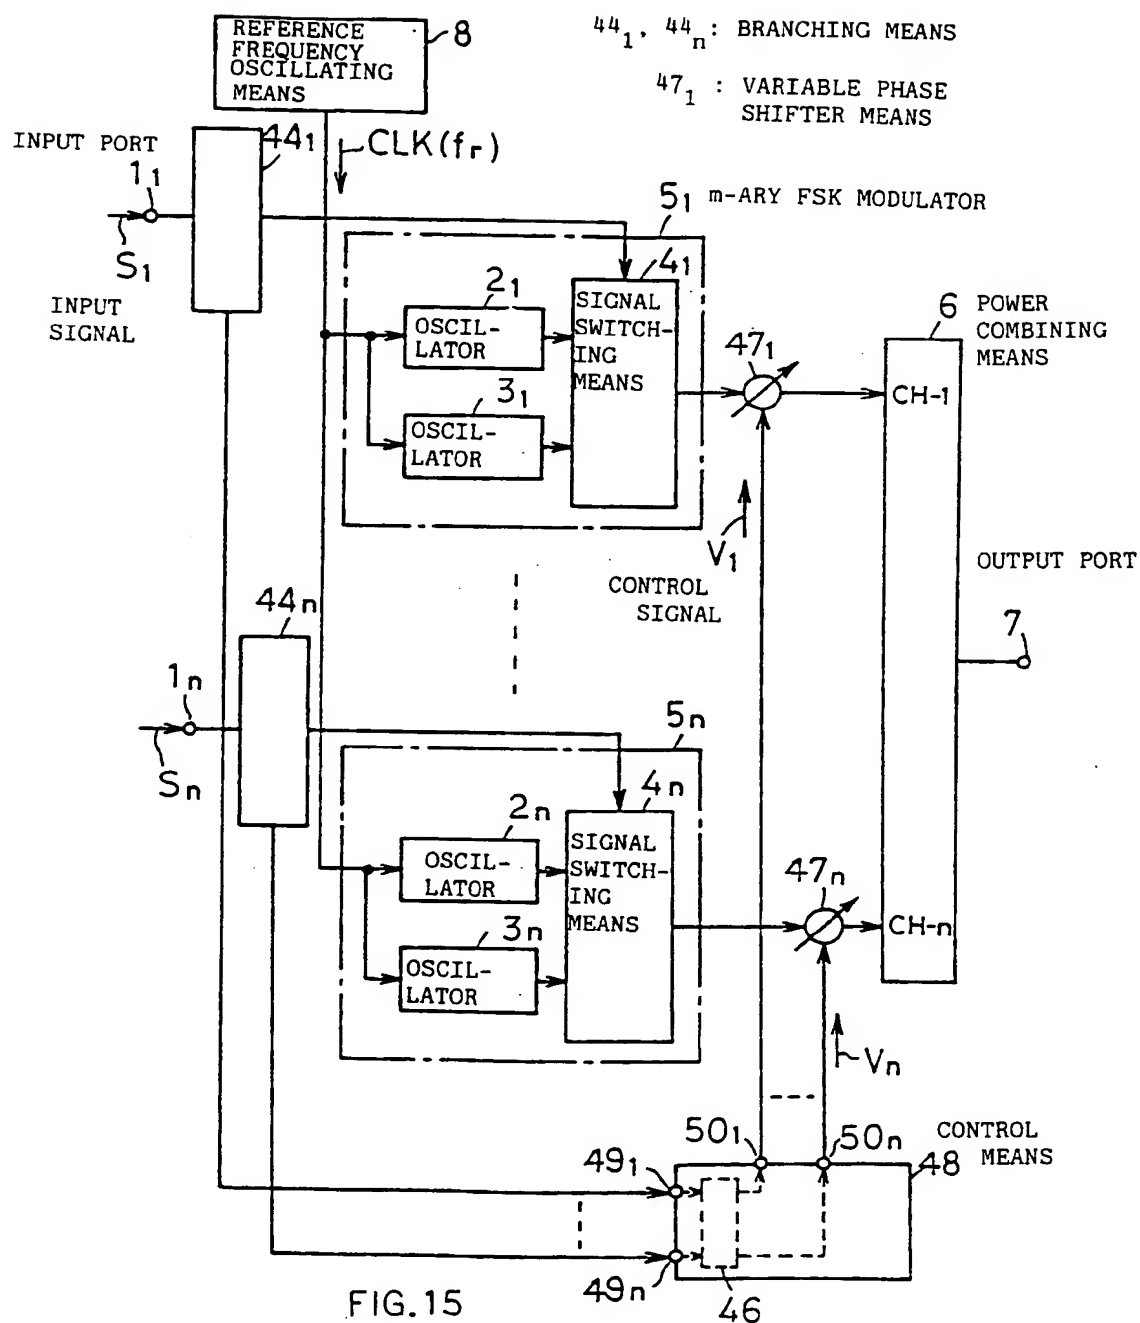 REFERENCE
FREQUENCY
OSCILLATING
MEANS
8
44₁, 44ₙ: BRANCHING MEANS
47₁ : VARIABLE PHASE
SHIFTER MEANS
INPUT PORT
44₁
CLK(fr)
1₁
S₁
5₁ m-ARY FSK MODULATOR
INPUT
SIGNAL
2₁
OSCIL-
LATOR
3₁
OSCIL-
LATOR
4₁
SIGNAL
SWITCH-
ING
MEANS
47₁
6 POWER
COMBINING
MEANS
CH-1
V₁
CONTROL
SIGNAL
OUTPUT PORT
7
44ₙ
1ₙ
Sₙ
5ₙ
2ₙ
OSCIL-
LATOR
3ₙ
OSCIL-
LATOR
4ₙ
SIGNAL
SWITCH-
ING
MEANS
47ₙ
CH-n
Vₙ
50₁
50ₙ
CONTROL
MEANS
48
49₁
49ₙ
46
FIG.15